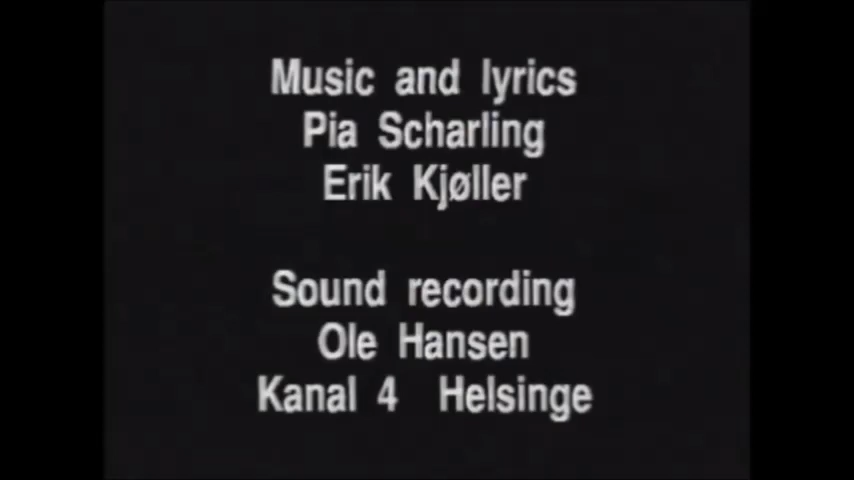 Music and lyrics
Pia Scharling
Erik Kjøller
Sound recording
Ole Hansen
Kanal 4 Helsinge